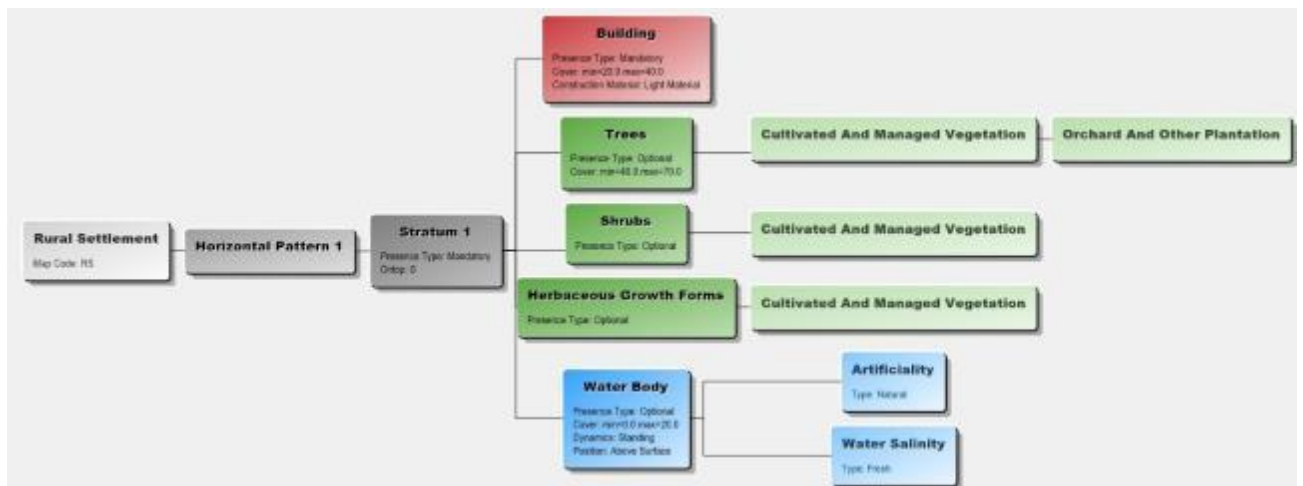 Building
Presence Type: Mandatory
Cover: min=20.0 max=40.0
Construction Material: Light Material
Trees
Presence Type: Optional
Cover: min=40.0 max=70.0
Cultivated And Managed Vegetation
Orchard And Other Plantation
Rural Settlement
Map Code: RS
Horizontal Pattern 1
Stratum 1
Presence Type: Mandatory
Ontop: 0
Shrubs
Presence Type: Optional
Cultivated And Managed Vegetation
Herbaceous Growth Forms
Presence Type: Optional
Cultivated And Managed Vegetation
Water Body
Presence Type: Optional
Cover: min=0.0 max=20.0
Dynamics: Standing
Position: Above Surface
Artificiality
Type: Natural
Water Salinity
Type: Fresh